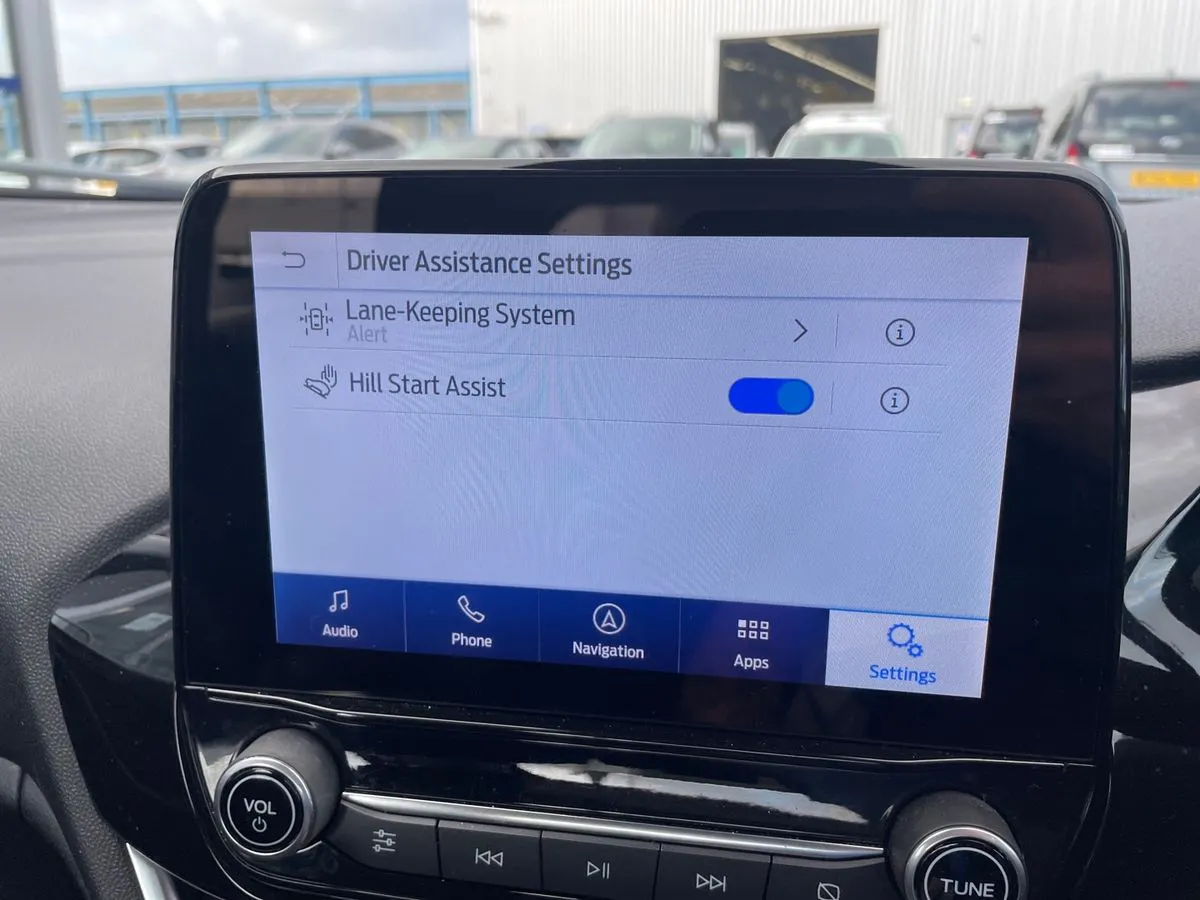 Driver Assistance Settings
Lane-Keeping System
Alert
Hill Start Assist
Audio
Phone
Navigation
Apps
Settings
VOL
TUNE